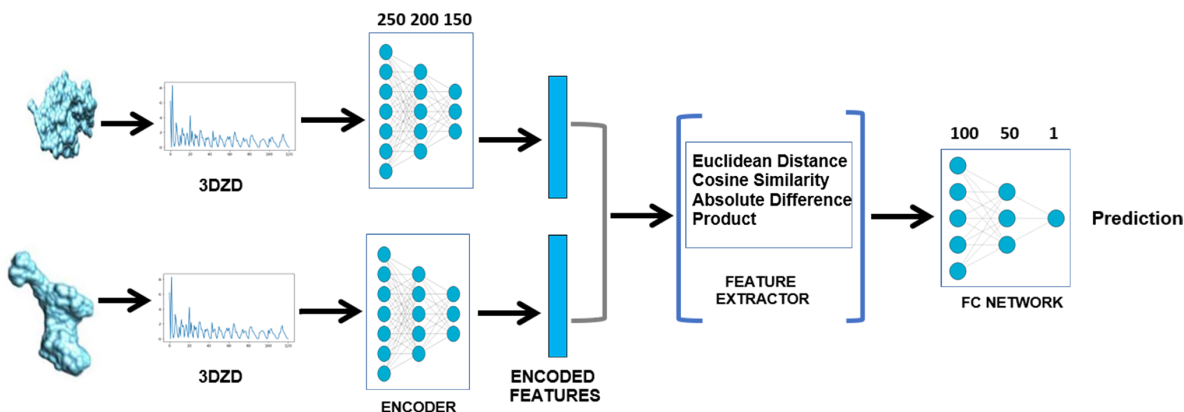 250 200 150
3DZD
3DZD
ENCODER
ENCODED
FEATURES
Euclidean Distance
Cosine Similarity
Absolute Difference
Product
FEATURE
EXTRACTOR
100 50 1
FC NETWORK
Prediction